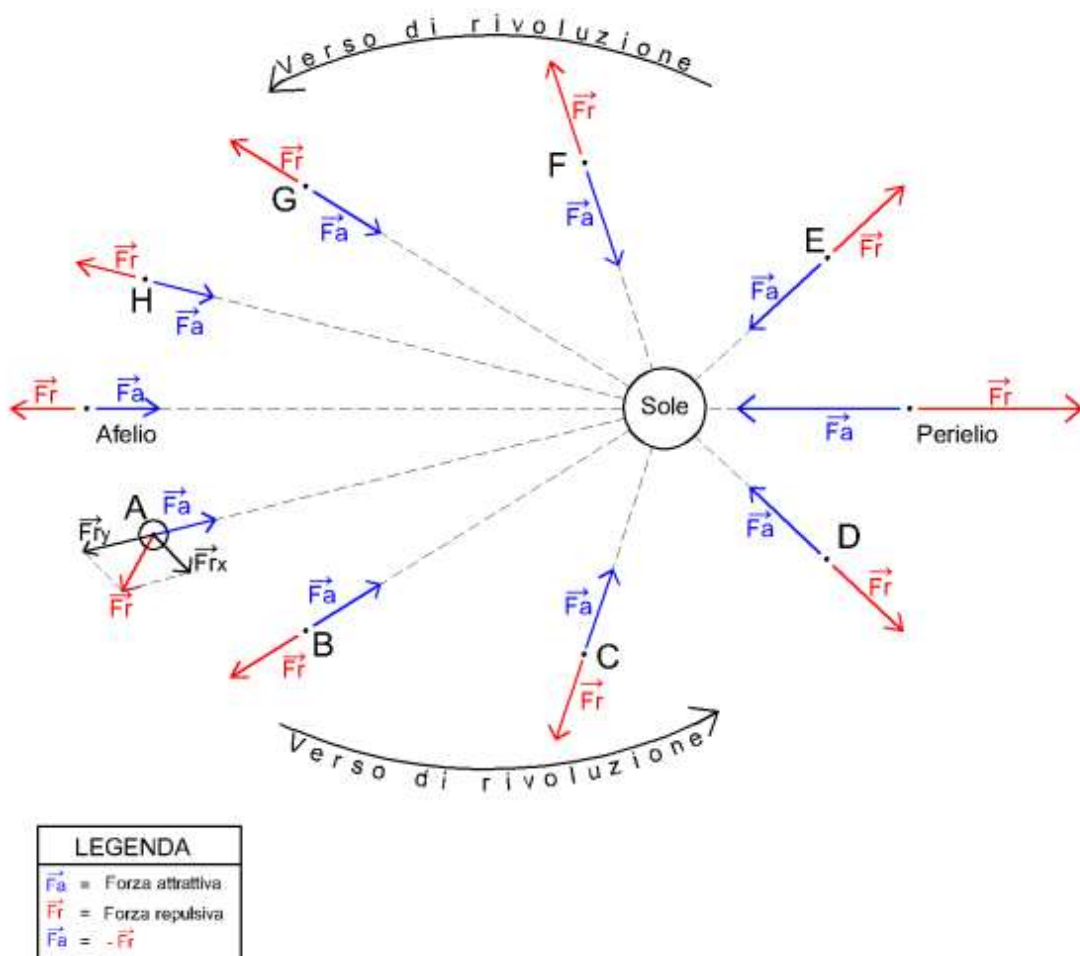 Verso di rivoluzione
Fr
Fr
F
G
Fa
Fa
E
Fr
Fr
Fa
H
Fa
Fr
Fa
Afelio
Sole
Fr
Fa
Perielio
A
Fa
Fry
Frx
Fr
Fa
D
Fr
Fa
B
Fr
Fa
C
Fr
Verso di rivoluzione
LEGENDA
Fa = Forza attrattiva
Fr = Forza repulsiva
Fa = -Fr